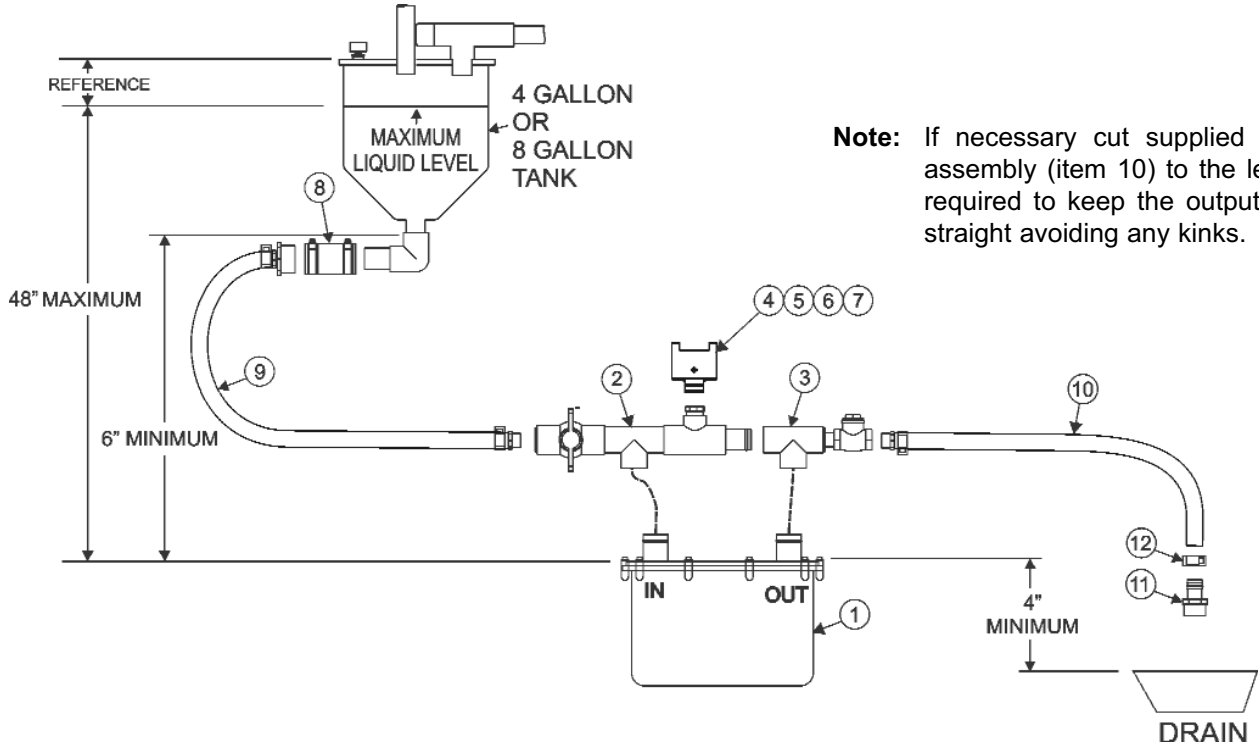 REFERENCE
4 GALLON
OR
8 GALLON
TANK
MAXIMUM
LIQUID LEVEL
Note: If necessary cut supplied
assembly (item 10) to the
required to keep the output
straight avoiding any kinks.
8
48" MAXIMUM
4 5 6 7
9
2
3
10
6" MINIMUM
12
11
IN
OUT
1
4"
MINIMUM
DRAIN